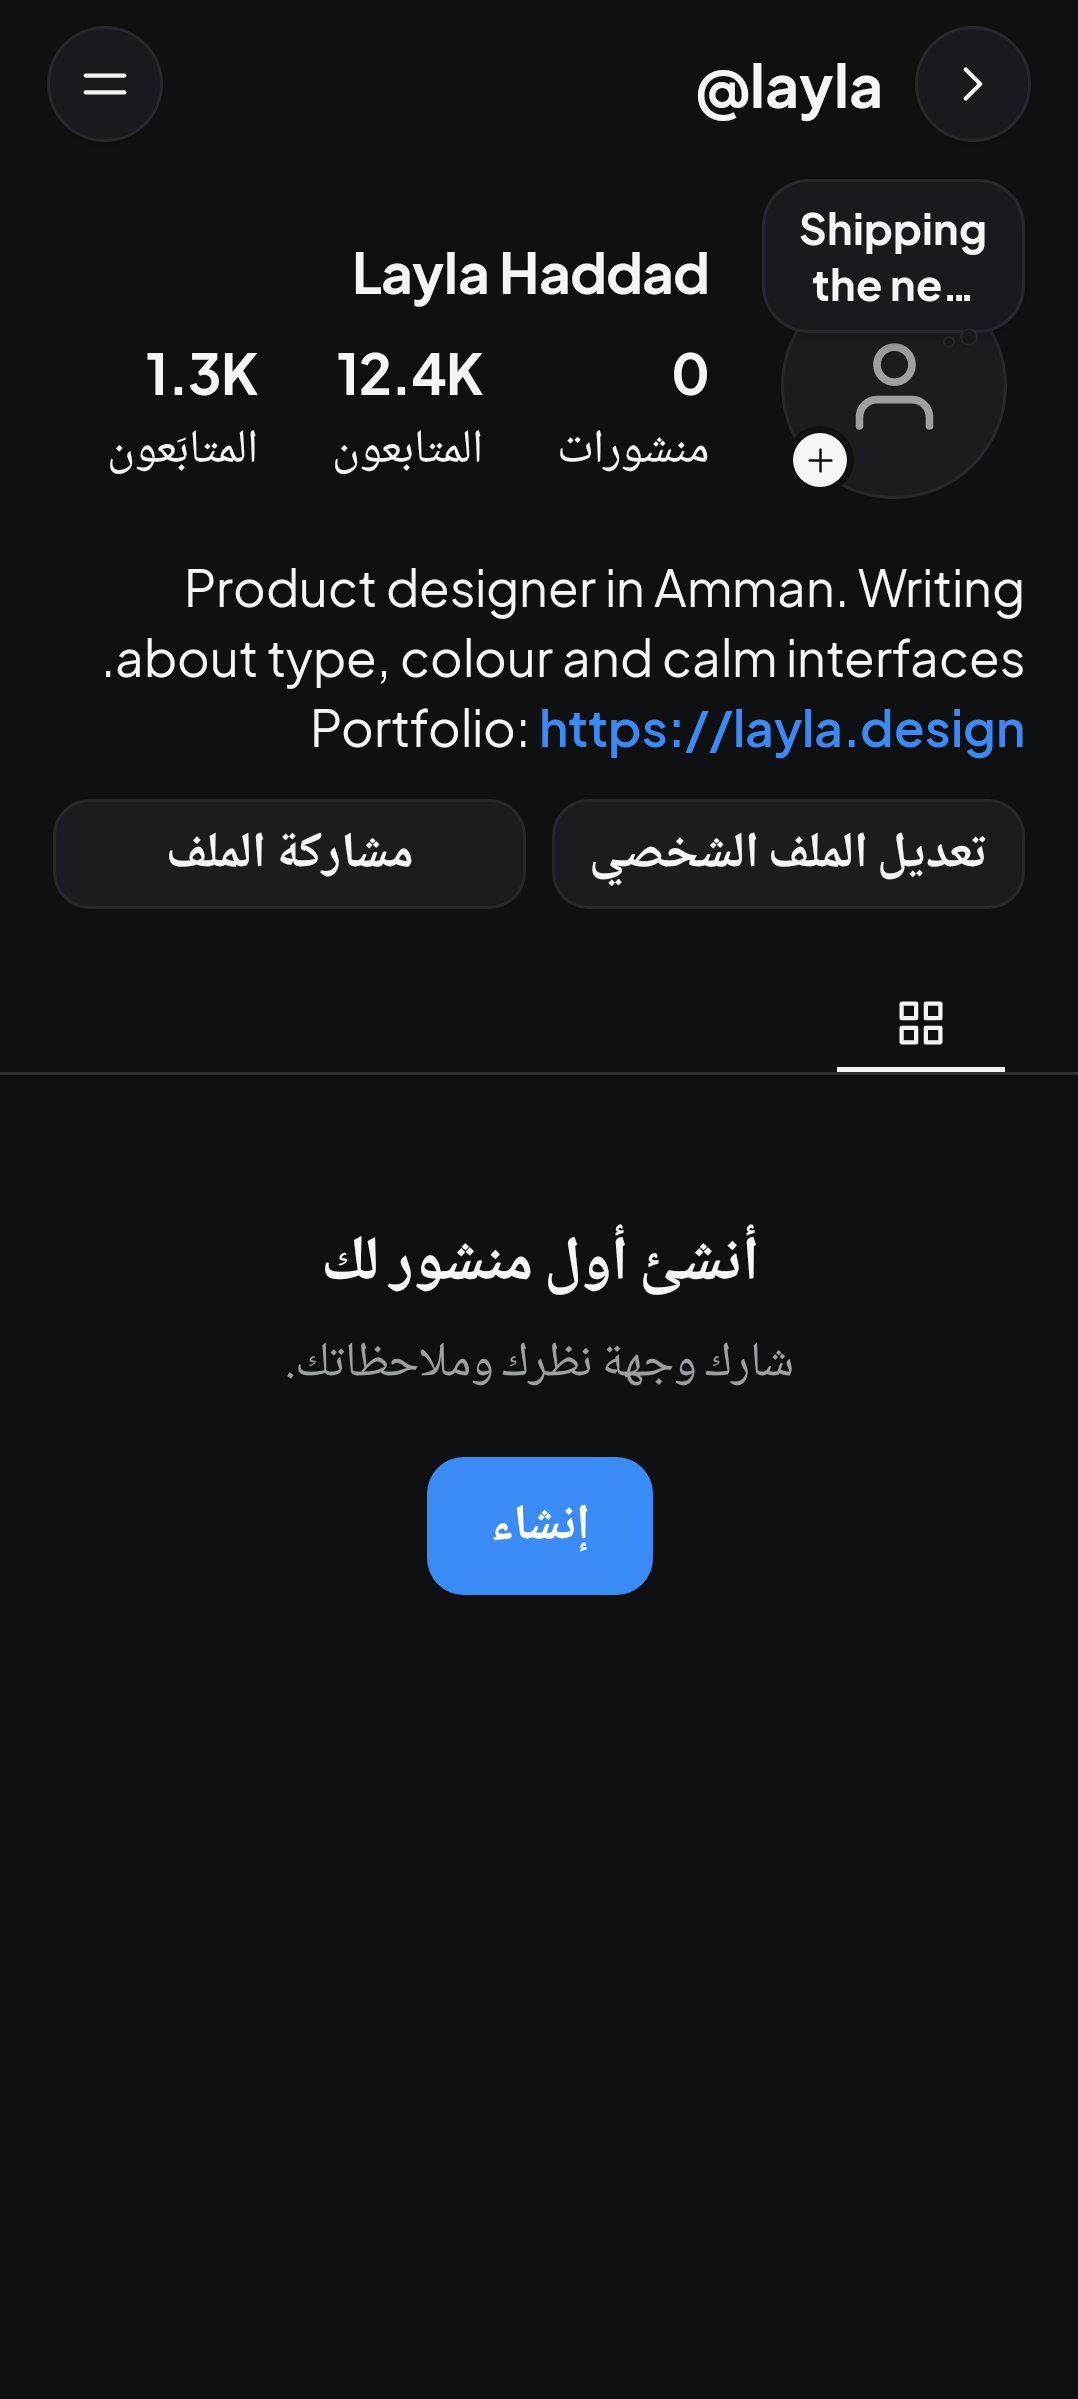 @layla
Shipping
the ne...
Layla Haddad
0
12.4K
1.3K
منشورات
المتابعون
المتابَعون
Product designer in Amman. Writing
about type, colour and calm interfaces.
Portfolio: https://layla.design
تعديل الملف الشخصي
مشاركة الملف
أنشئ أول منشور لك
شارك وجهة نظرك وملاحظاتك.
إنشاء